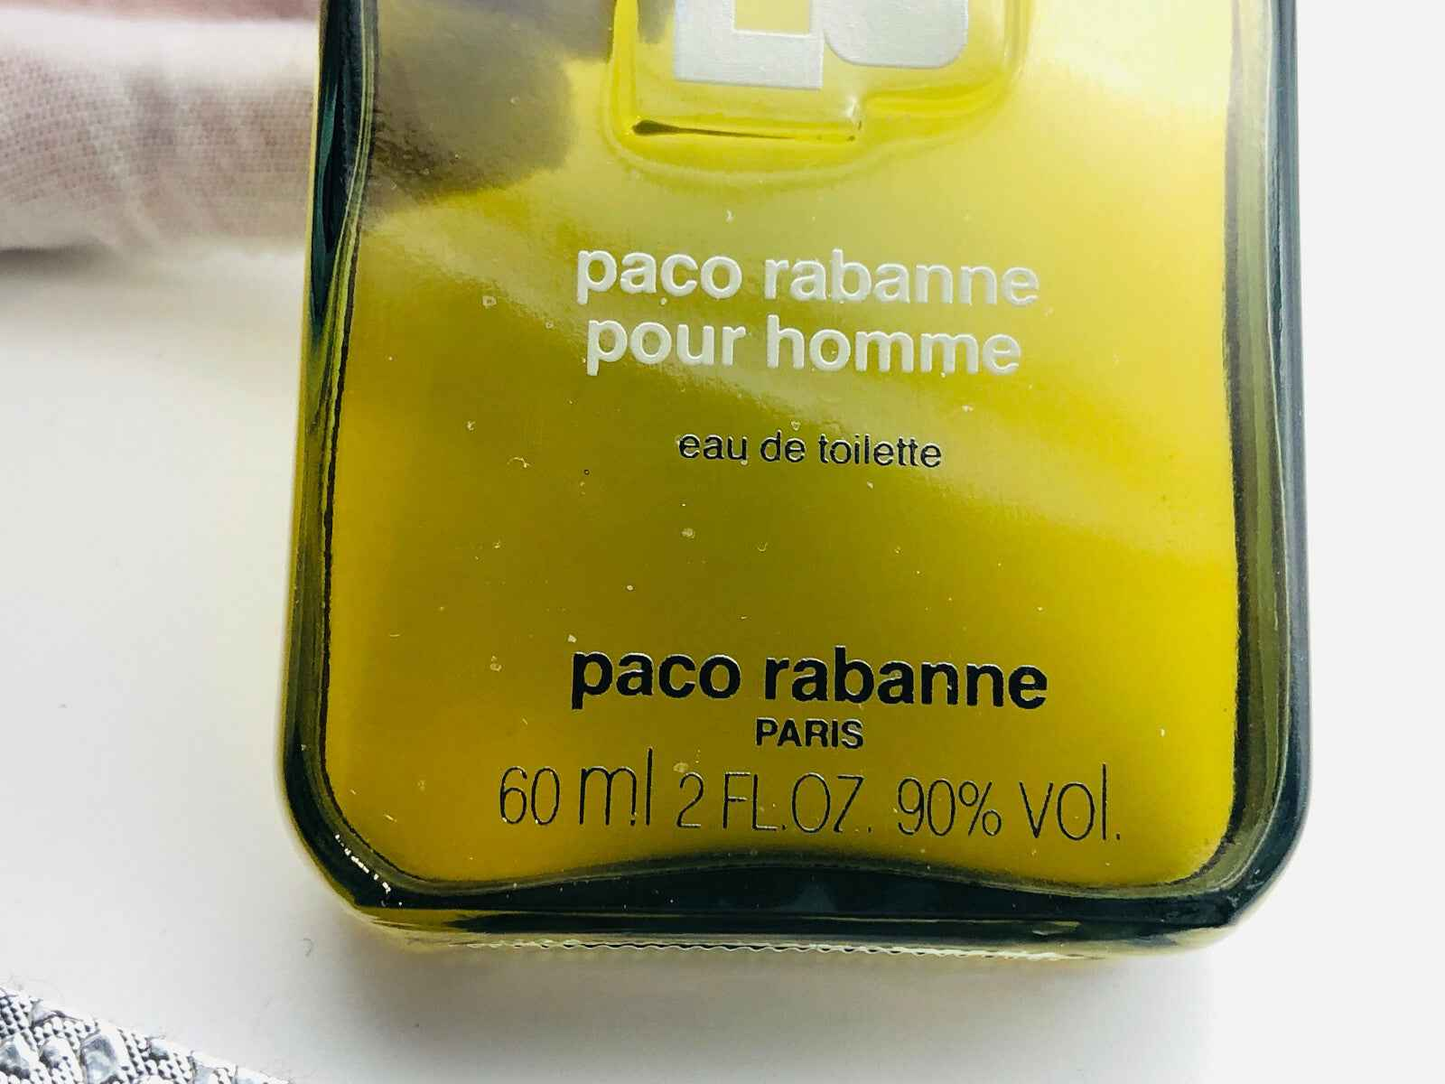 paco rabanne
pour homme
eau de toilette
paco rabanne
PARIS
60 ml 2 FL.OZ. 90% vol.